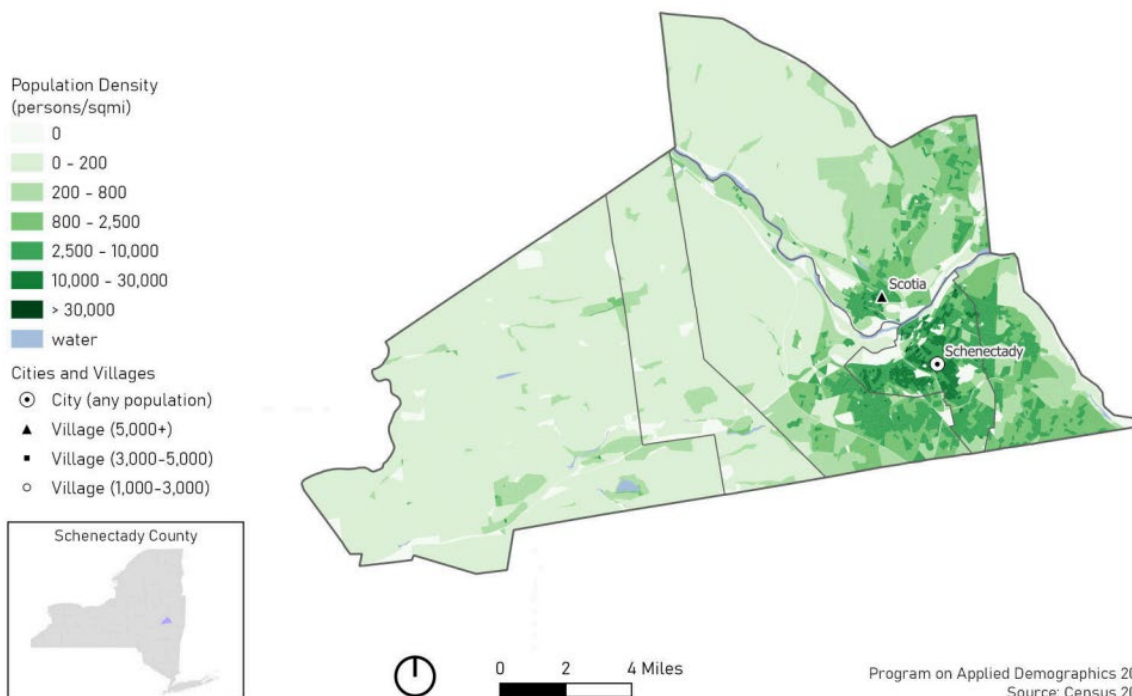 Population Density
(persons/sqmi)
0
0 - 200
200 - 800
800 - 2,500
2,500 - 10,000
10,000 - 30,000
> 30,000
water
Cities and Villages
City (any population)
Village (5,000+)
Village (3,000-5,000)
Village (1,000-3,000)
Scotia
Schenectady
Schenectady County
0 2 4 Miles
Program on Applied Demographics 20
Source: Census 20